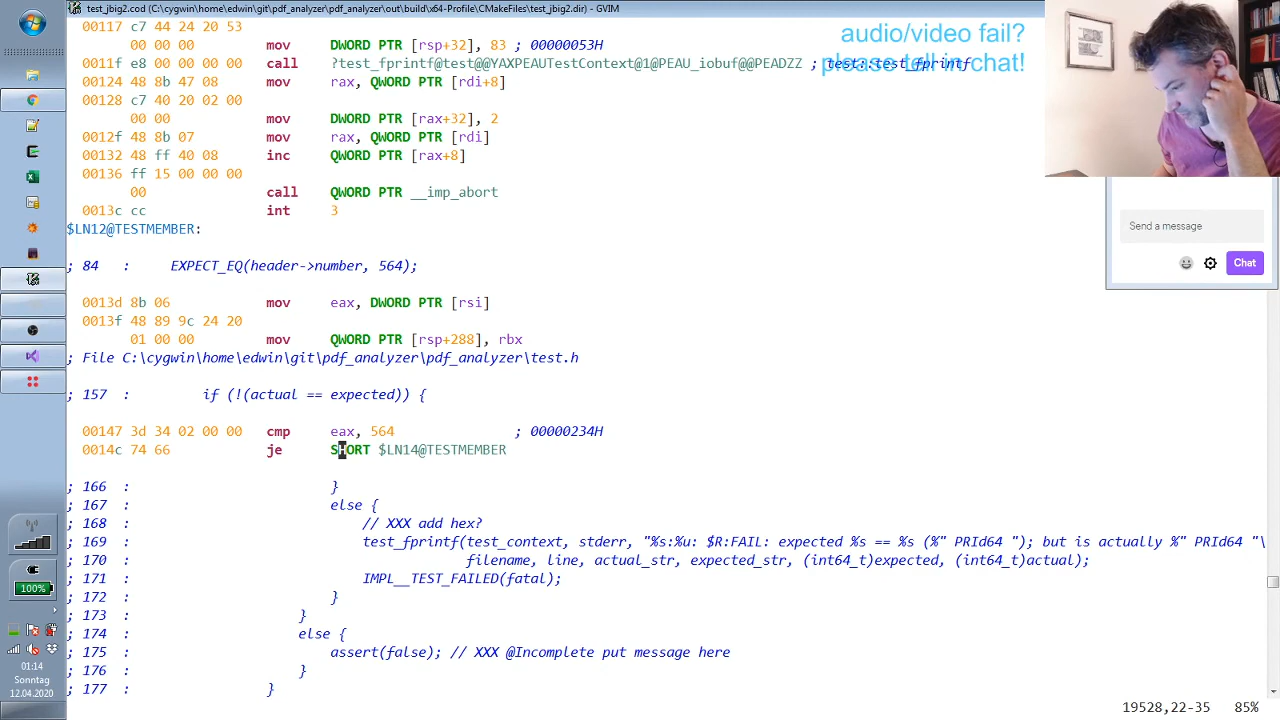 test_jbig2.cod (C:\cygwin\home\edwin\git\pdf_analyzer\pdf_analyzer\out\build\x64-Profile\CMakeFiles\test_jbig2.dir) - GVIM
00117 c7 44 24 20 53
00 00 00 mov DWORD PTR [rsp+32], 83 ; 00000053H
0011f e8 00 00 00 00 call ?test_fprintf@test@@YAXPEAUTestContext@1@PEAU_iobuf@@PEADZZ ; test::test_fprintf
00124 48 8b 47 08 mov rax, QWORD PTR [rdi+8]
00128 c7 40 20 02 00
00 00 mov DWORD PTR [rax+32], 2
0012f 48 8b 07 mov rax, QWORD PTR [rdi]
00132 48 ff 40 08 inc QWORD PTR [rax+8]
00136 ff 15 00 00 00
00 call QWORD PTR __imp_abort
0013c cc int 3
$LN12@TESTMEMBER:
; 84 : EXPECT_EQ(header->number, 564);
0013d 8b 06 mov eax, DWORD PTR [rsi]
0013f 48 89 9c 24 20
01 00 00 mov QWORD PTR [rsp+288], rbx
; File C:\cygwin\home\edwin\git\pdf_analyzer\pdf_analyzer\test.h
; 157 : if (!(actual == expected)) {
00147 3d 34 02 00 00 cmp eax, 564 ; 00000234H
0014c 74 66 je SHORT $LN14@TESTMEMBER
; 166 : }
; 167 : else {
; 168 : // XXX add hex?
; 169 : test_fprintf(test_context, stderr, "%s:%u: $R:FAIL: expected %s == %s (%" PRId64 "); but is actually %" PRId64 "\
; 170 : filename, line, actual_str, expected_str, (int64_t)expected, (int64_t)actual);
; 171 : IMPL__TEST_FAILED(fatal);
; 172 : }
; 173 : }
; 174 : else {
; 175 : assert(false); // XXX @Incomplete put message here
; 176 : }
; 177 : }
19528,22-35 85%
audio/video fail?
please tell in chat!
Send a message
Chat
100%
01:14
Sonntag
12.04.2020